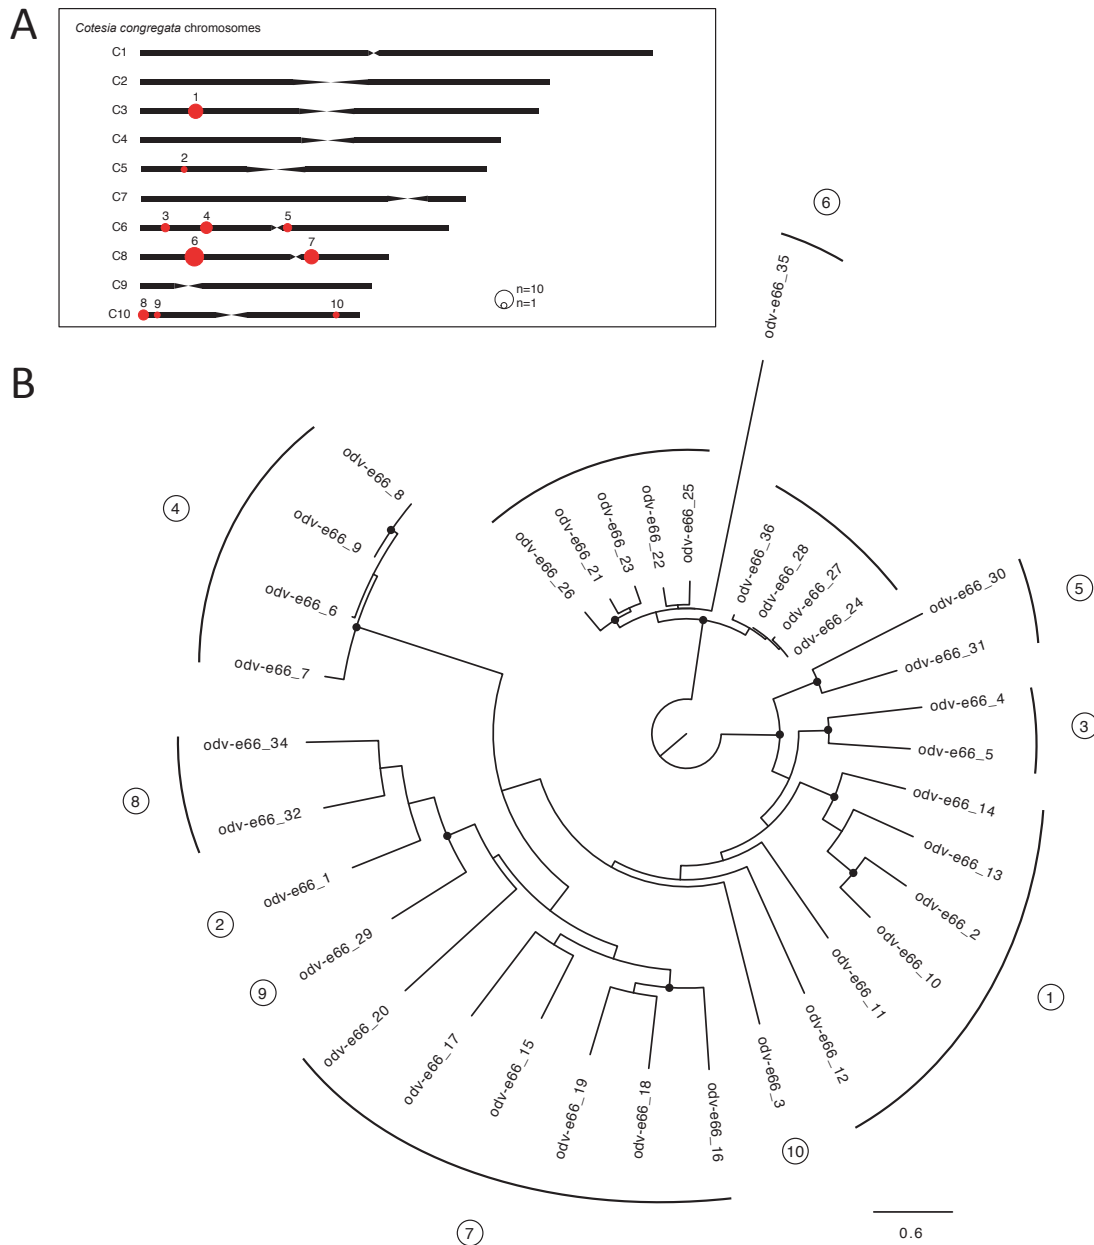 A
Cotesia congregata chromosomes
C1
C2
C3
1
C4
C5
2
C7
C6
3
4
5
C8
6
7
C9
C10
8
9
10
n=10
n=1
B
6
odv-e66_35
4
odv-e66_8
odv-e66_9
odv-e66_6
odv-e66_7
odv-e66_26
odv-e66_21
odv-e66_23
odv-e66_22
odv-e66_25
odv-e66_36
odv-e66_28
odv-e66_27
odv-e66_24
odv-e66_30
5
odv-e66_31
odv-e66_4
3
odv-e66_5
odv-e66_14
odv-e66_13
odv-e66_2
odv-e66_10
1
odv-e66_11
odv-e66_12
odv-e66_3
10
odv-e66_34
8
odv-e66_32
odv-e66_1
2
odv-e66_29
9
odv-e66_20
odv-e66_17
odv-e66_15
odv-e66_19
odv-e66_18
odv-e66_16
7
0.6